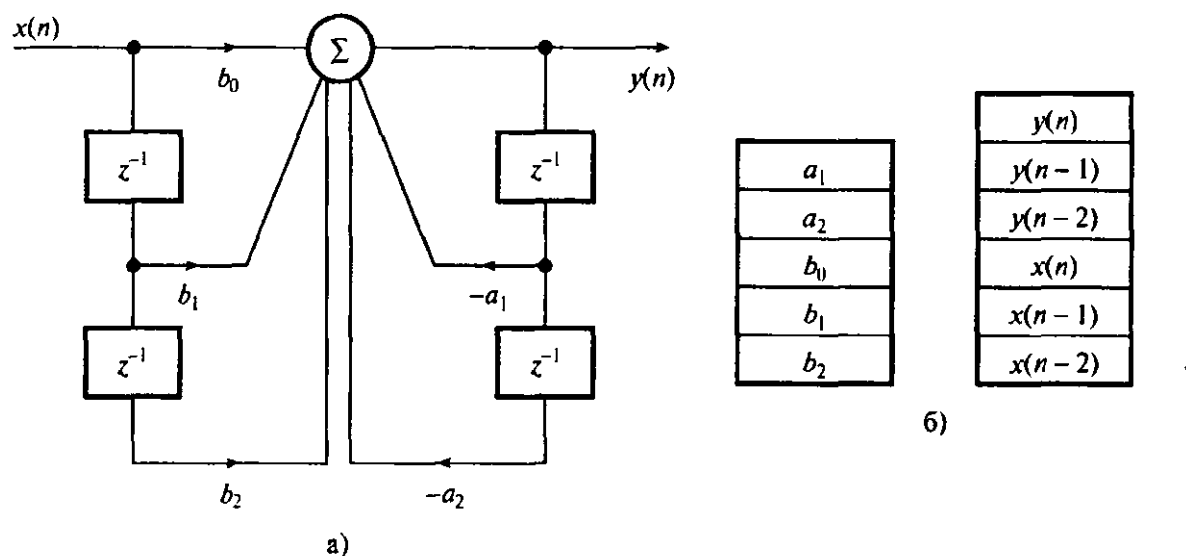 x(n)
Σ
b₀
y(n)
z⁻¹
z⁻¹
b₁
−a₁
z⁻¹
z⁻¹
b₂
−a₂
а)
a₁
a₂
b₀
b₁
b₂
y(n)
y(n − 1)
y(n − 2)
x(n)
x(n − 1)
x(n − 2)
б)